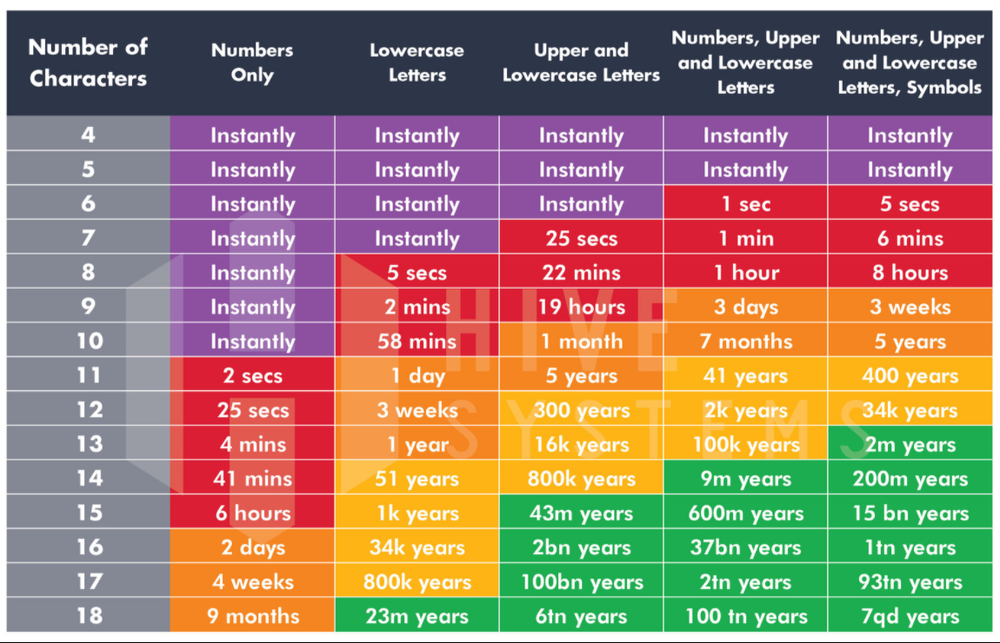 Number of Characters | Numbers Only | Lowercase Letters | Upper and Lowercase Letters | Numbers, Upper and Lowercase Letters | Numbers, Upper and Lowercase Letters, Symbols
4 | Instantly | Instantly | Instantly | Instantly | Instantly
5 | Instantly | Instantly | Instantly | Instantly | Instantly
6 | Instantly | Instantly | Instantly | 1 sec | 5 secs
7 | Instantly | Instantly | 25 secs | 1 min | 6 mins
8 | Instantly | 5 secs | 22 mins | 1 hour | 8 hours
9 | Instantly | 2 mins | 19 hours | 3 days | 3 weeks
10 | Instantly | 58 mins | 1 month | 7 months | 5 years
11 | 2 secs | 1 day | 5 years | 41 years | 400 years
12 | 25 secs | 3 weeks | 300 years | 2k years | 34k years
13 | 4 mins | 1 year | 16k years | 100k years | 2m years
14 | 41 mins | 51 years | 800k years | 9m years | 200m years
15 | 6 hours | 1k years | 43m years | 600m years | 15 bn years
16 | 2 days | 34k years | 2bn years | 37bn years | 1tn years
17 | 4 weeks | 800k years | 100bn years | 2tn years | 93tn years
18 | 9 months | 23m years | 6tn years | 100 tn years | 7qd years
HIVE
SYSTEMS